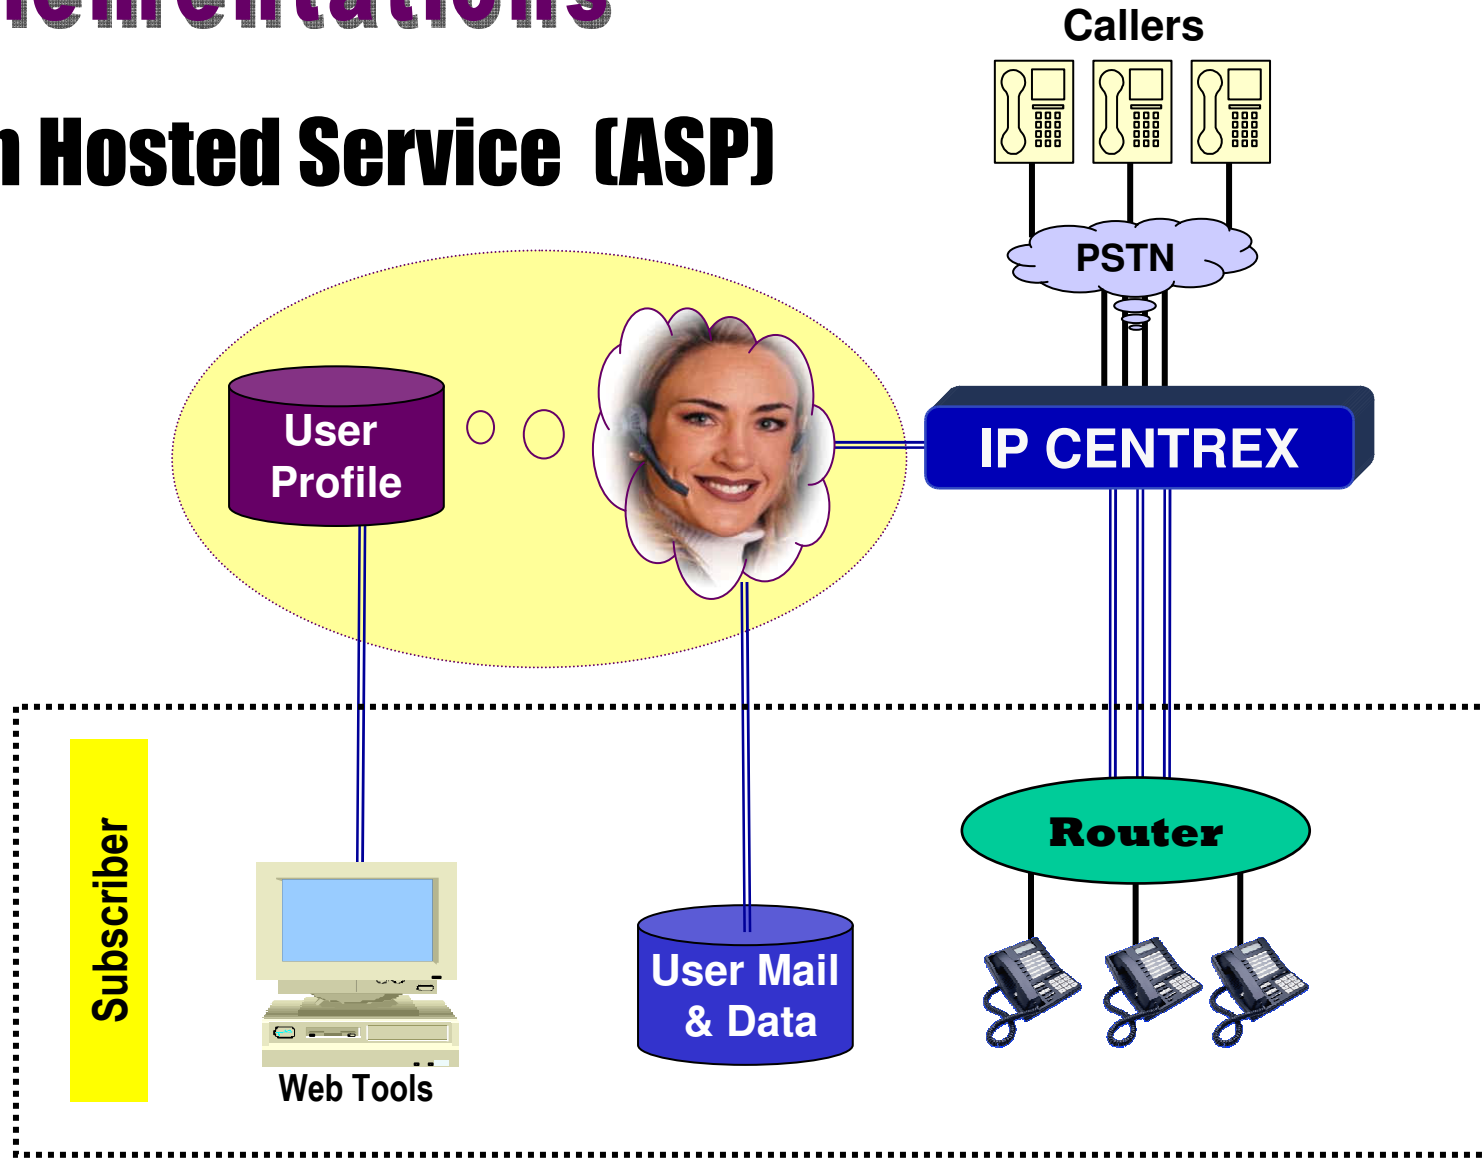 Hosted Service (ASP)
Callers
PSTN
User
Profile
IP CENTREX
Subscriber
Router
User Mail
& Data
Web Tools